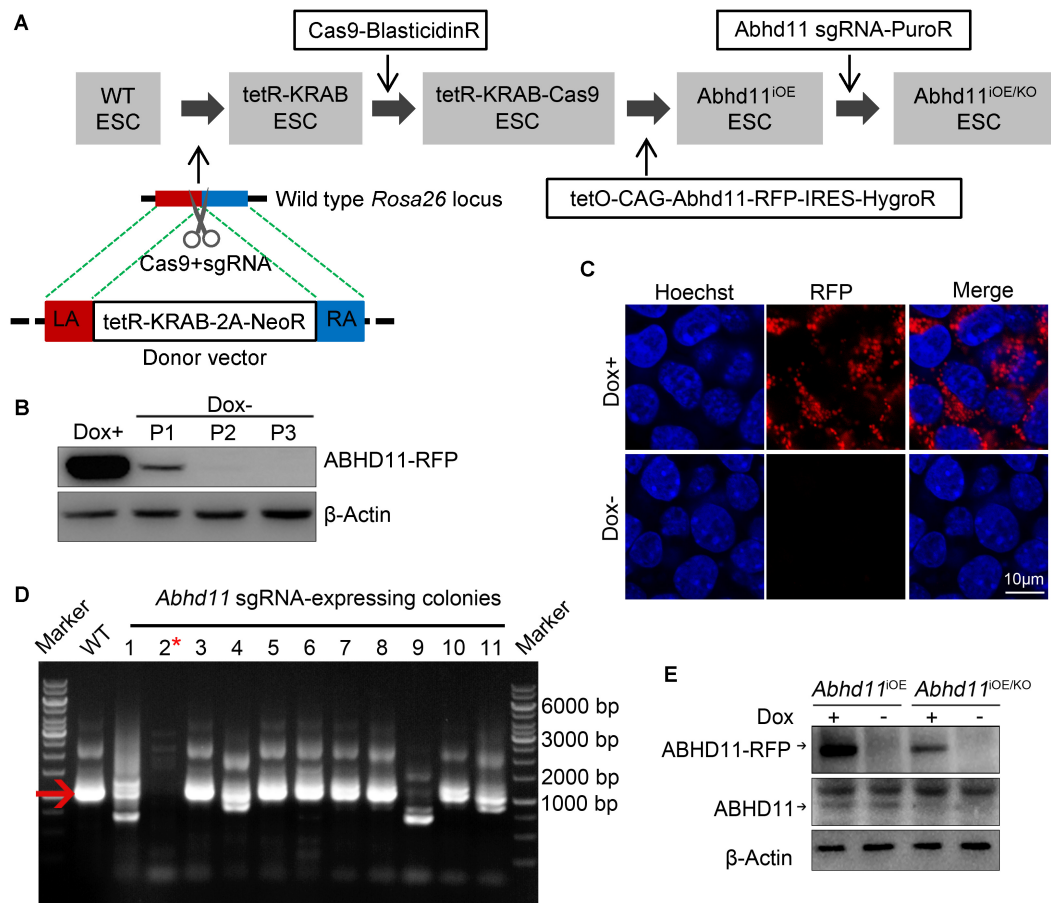 A
Cas9-BlasticidinR
Abhd11 sgRNA-PuroR
WT
ESC
tetR-KRAB
ESC
tetR-KRAB-Cas9
ESC
Abhd11iOE
ESC
Abhd11iOE/KO
ESC
Wild type Rosa26 locus
tetO-CAG-Abhd11-RFP-IRES-HygroR
Cas9+sgRNA
LA
tetR-KRAB-2A-NeoR
RA
Donor vector
B
Dox-
Dox+ P1 P2 P3
ABHD11-RFP
β-Actin
C
Hoechst RFP Merge
Dox+
Dox-
10μm
D
Abhd11 sgRNA-expressing colonies
Marker WT 1 2* 3 4 5 6 7 8 9 10 11 Marker
6000 bp
3000 bp
2000 bp
1000 bp
E
Abhd11iOE Abhd11iOE/KO
Dox + - + -
ABHD11-RFP
ABHD11
β-Actin